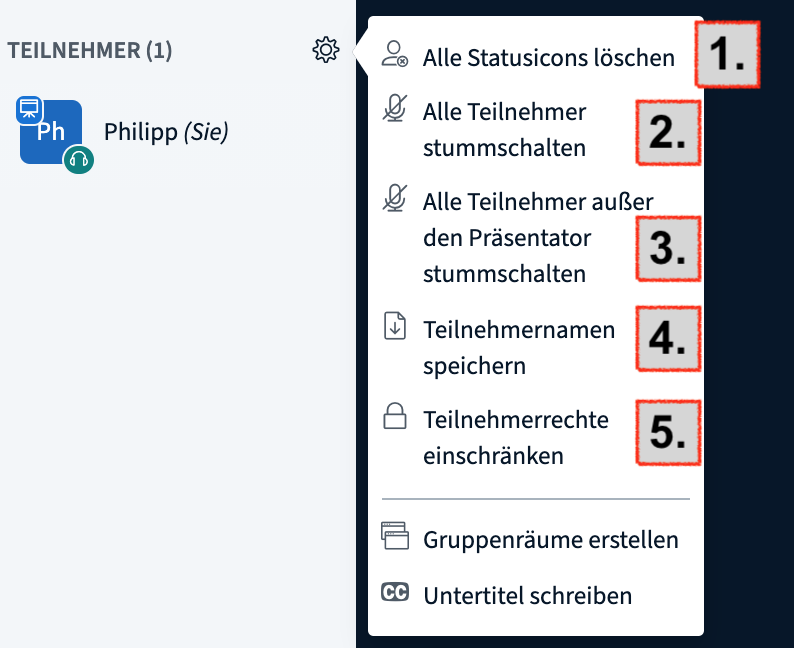 TEILNEHMER (1)
Ph
Philipp (Sie)
Alle Statusicons löschen
1.
Alle Teilnehmer
stummschalten
2.
Alle Teilnehmer außer
den Präsentator
stummschalten
3.
Teilnehmernamen
speichern
4.
Teilnehmerrechte
einschränken
5.
Gruppenräume erstellen
CC
Untertitel schreiben